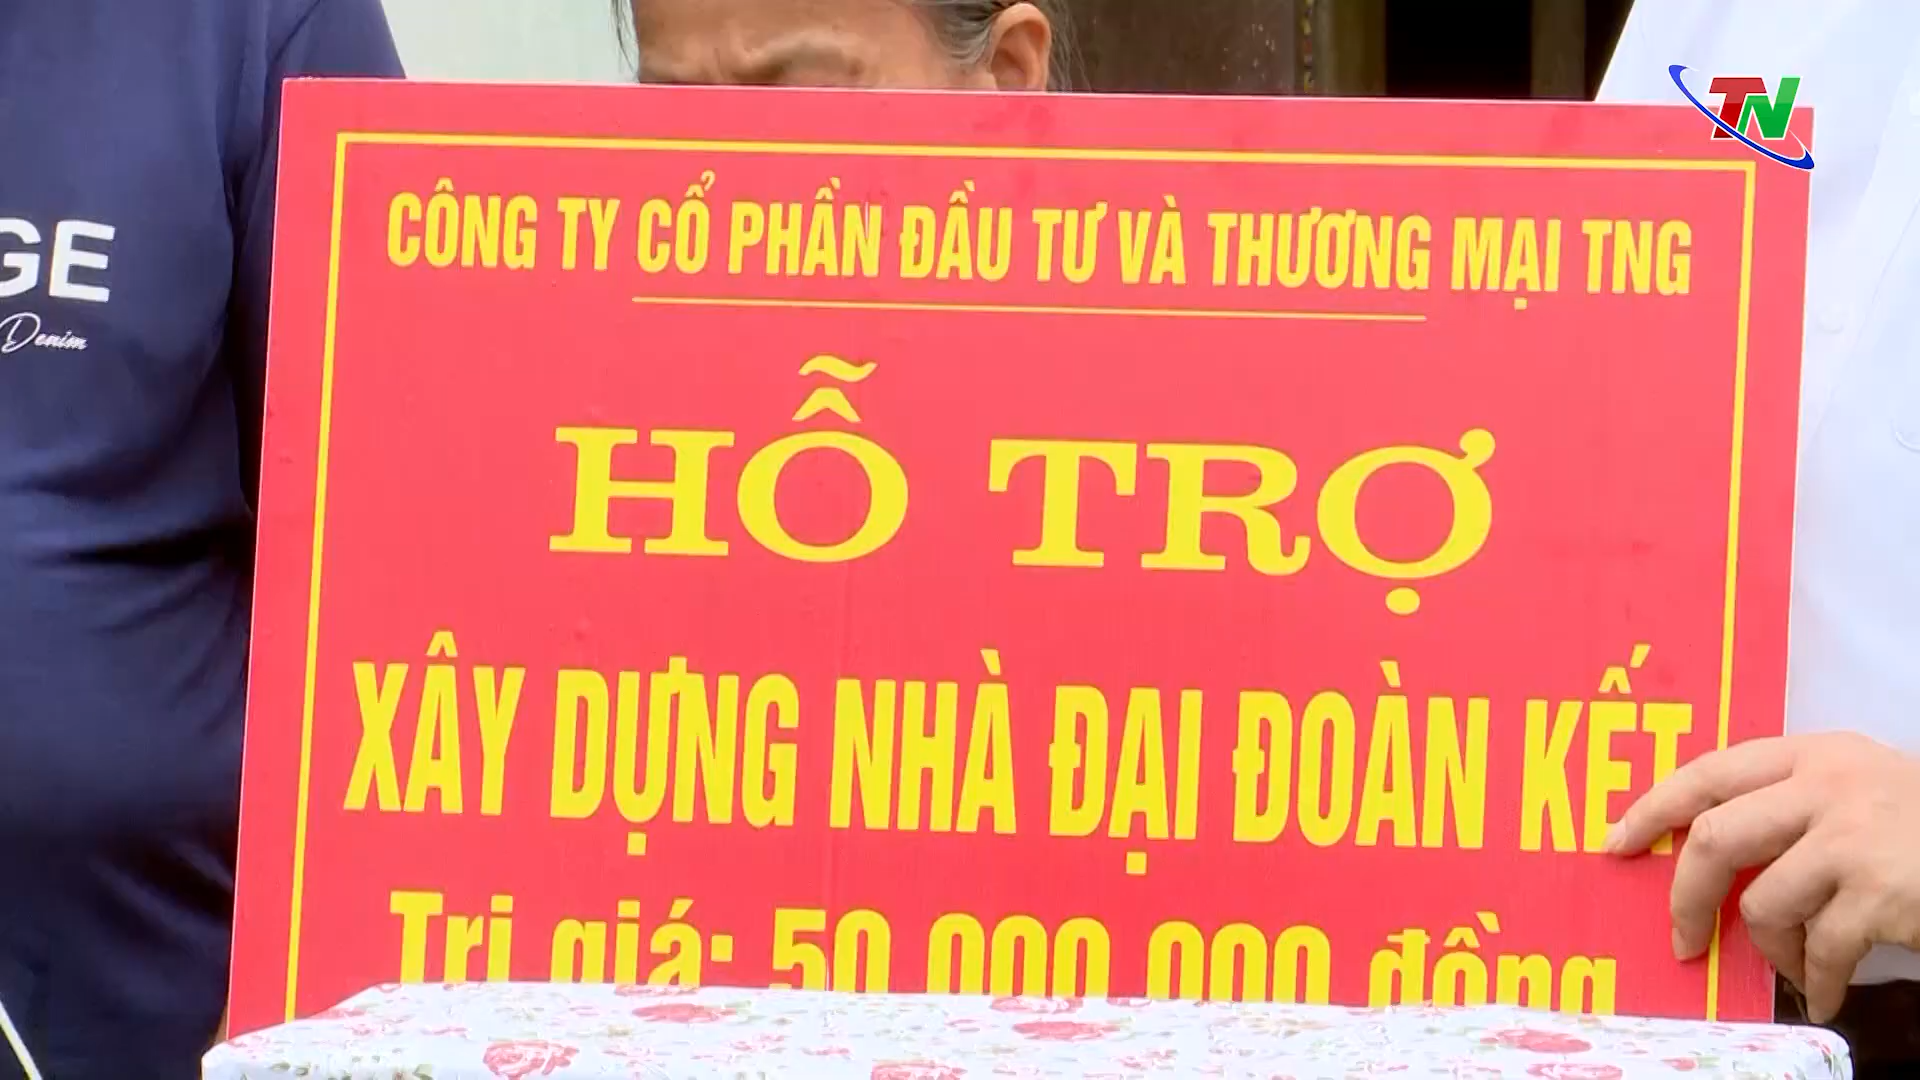 TN
CÔNG TY CỔ PHẦN ĐẦU TƯ VÀ THƯƠNG MẠI TNG
GE
Denim
HỖ TRỢ
XÂY DỰNG NHÀ ĐẠI ĐOÀN KẾT
Trị giá: 50.000.000 đồng